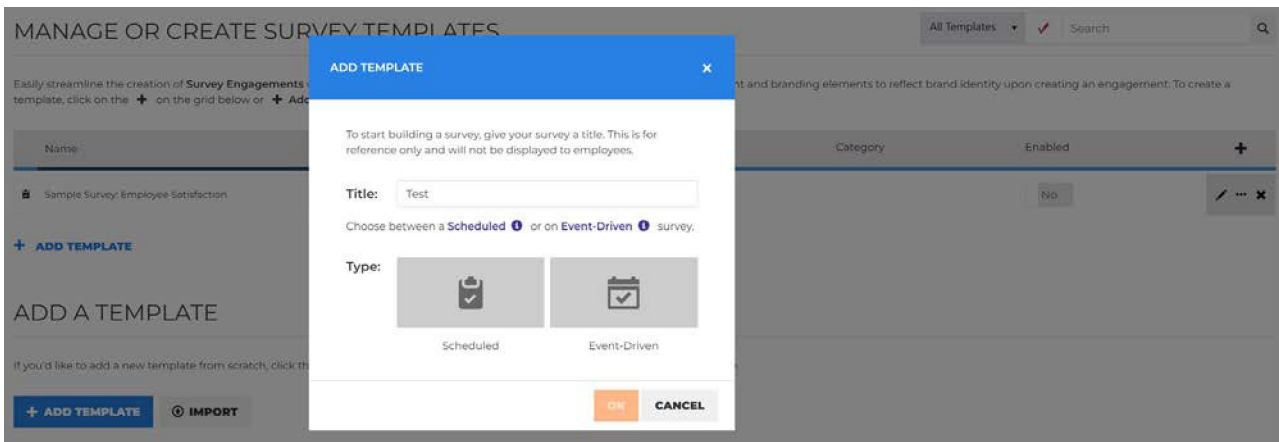 MANAGE OR CREATE SURVEY TEMPLATES
All Templates
Search
Easily streamline the creation of Survey Engagements
nt and branding elements to reflect brand identity upon creating an engagement. To create a
template, click on the + on the grid below or + Add
Name
Category
Enabled
+
Sample Survey: Employee Satisfaction
No
+ ADD TEMPLATE
ADD A TEMPLATE
If you'd like to add a new template from scratch, click th
+ ADD TEMPLATE
IMPORT
ADD TEMPLATE
To start building a survey, give your survey a title. This is for
reference only and will not be displayed to employees.
Title: Test
Choose between a Scheduled or on Event-Driven survey.
Type:
Scheduled
Event-Driven
OK
CANCEL